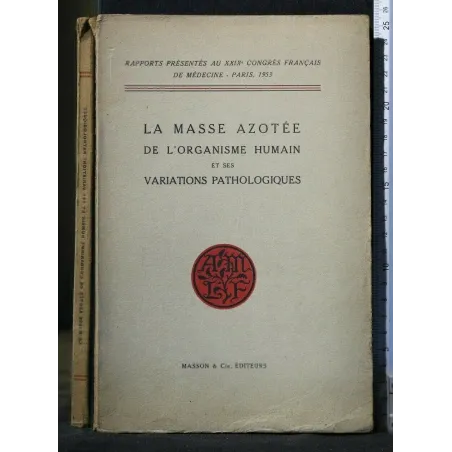 RAPPORTS PRÉSENTÉS AU XXIXe CONGRÈS FRANÇAIS
DE MÉDECINE - PARIS, 1953
LA MASSE AZOTÉE
DE L'ORGANISME HUMAIN
ET SES
VARIATIONS PATHOLOGIQUES
MASSON & Cie, ÉDITEURS